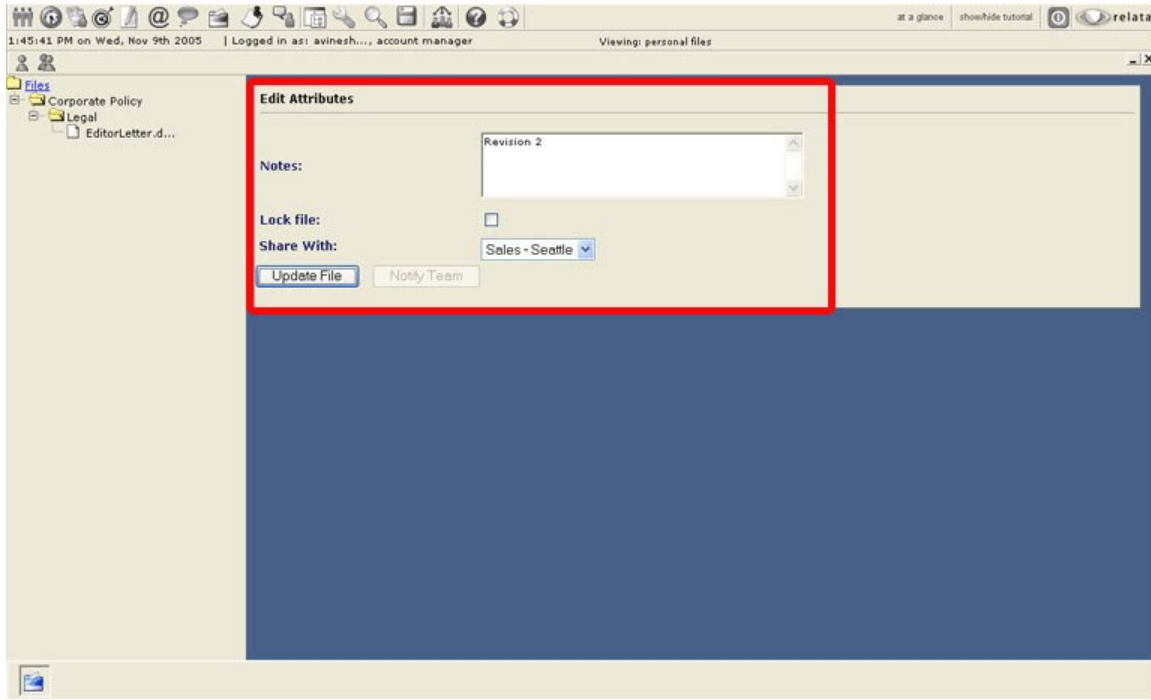 at a glance show/hide tutorial relata
1:45:41 PM on Wed, Nov 9th 2005 | Logged in as: avinesh..., account manager Viewing: personal files
Files
Corporate Policy
Legal
EditorLetter.d...
Edit Attributes
Notes: Revision 2
Lock file:
Share With: Sales - Seattle
Update File Notify Team